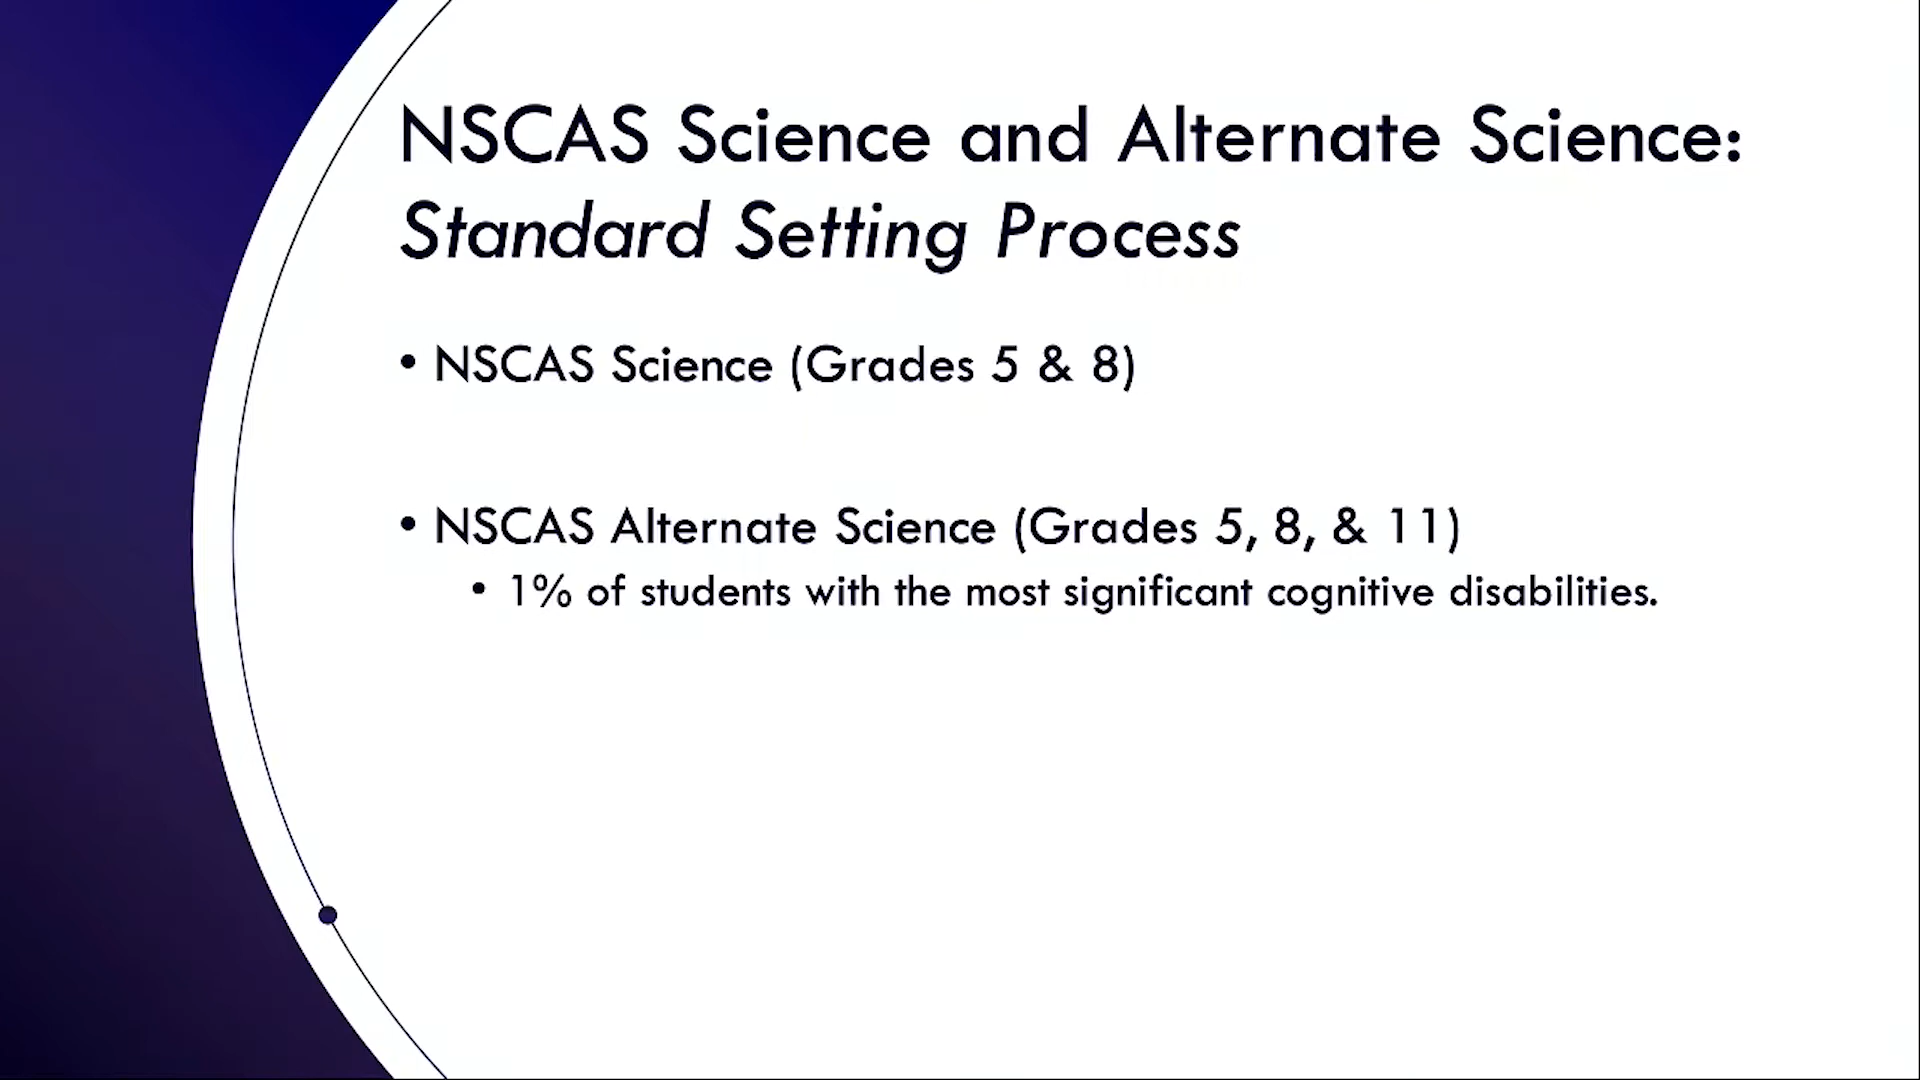 NSCAS Science and Alternate Science:
Standard Setting Process
• NSCAS Science (Grades 5 & 8)
• NSCAS Alternate Science (Grades 5, 8, & 11)
• 1% of students with the most significant cognitive disabilities.